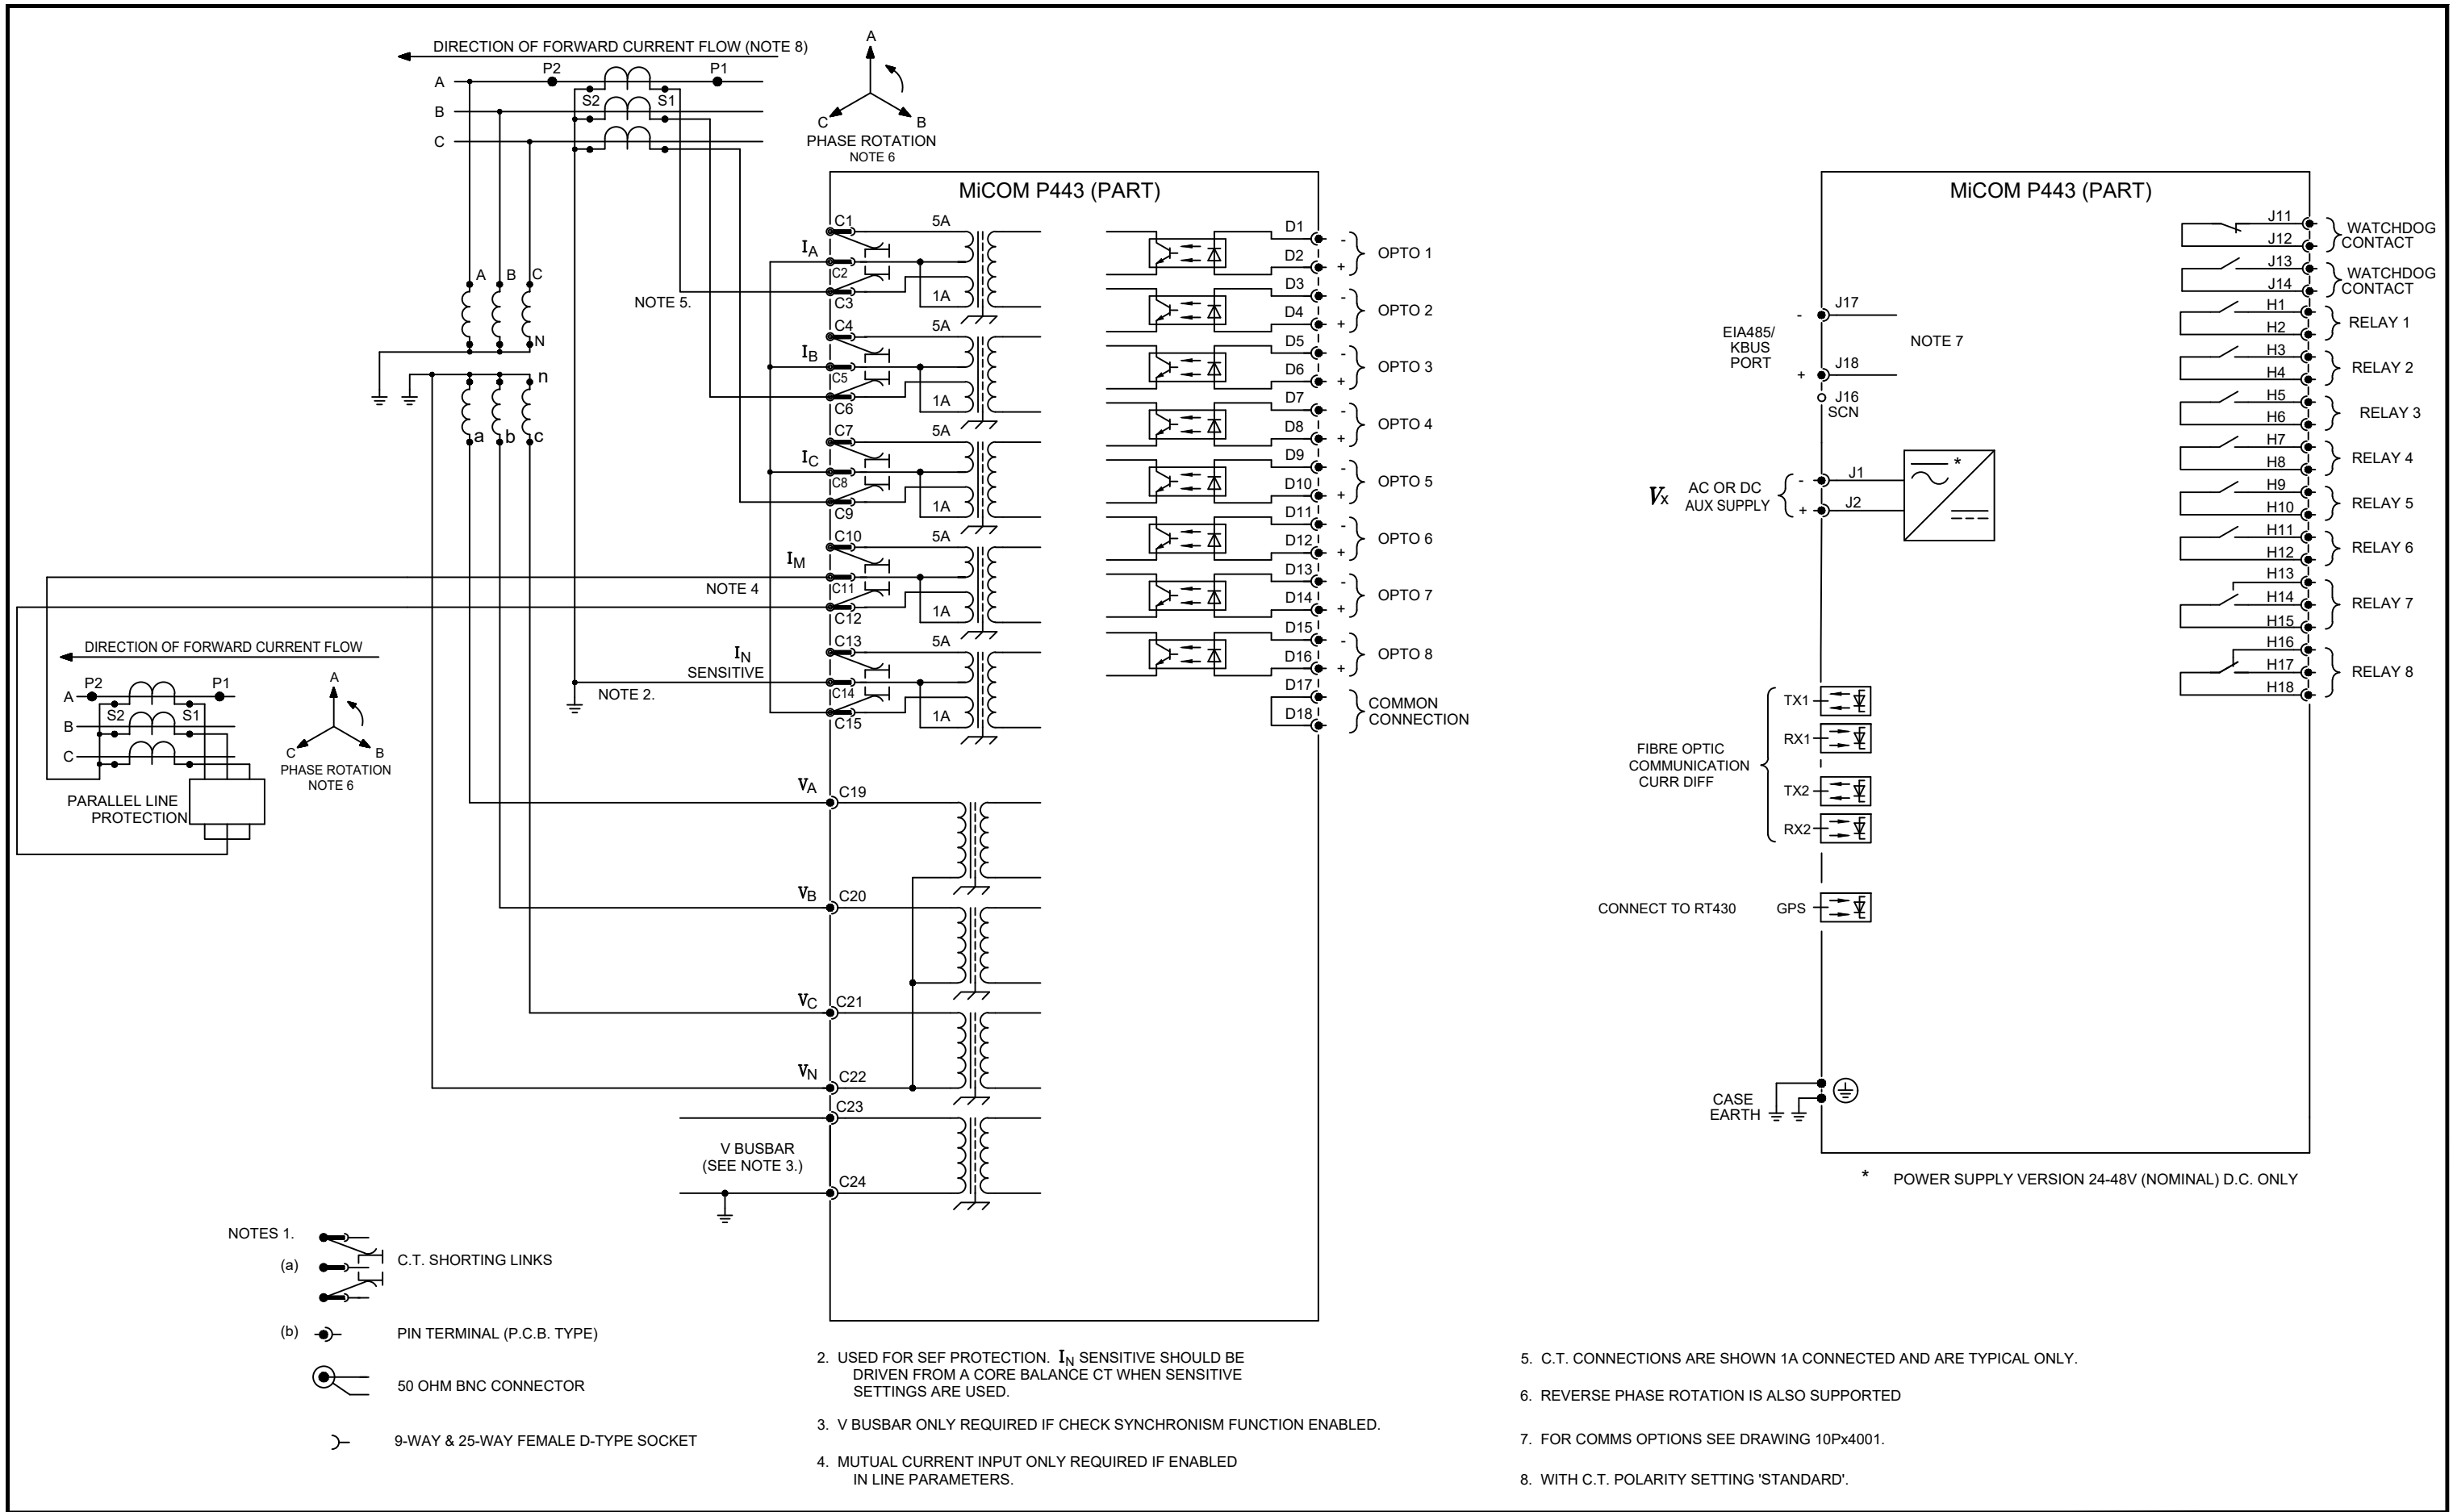 DIRECTION OF FORWARD CURRENT FLOW (NOTE 8)
A
P2
P1
S2
S1
B
C
A
C
B
PHASE ROTATION
NOTE 6
A
B
C
N
n
a
b
c
MiCOM P443 (PART)
C1
5A
IA
C2
NOTE 5.
C3
1A
C4
5A
IB
C5
C6
1A
C7
5A
IC
C8
C9
1A
C10
5A
IM
NOTE 4
C11
C12
1A
C13
5A
IN
SENSITIVE
NOTE 2.
C14
C15
1A
VA
C19
VB
C20
VC
C21
VN
C22
C23
V BUSBAR
(SEE NOTE 3.)
C24
D1
-
D2
+
OPTO 1
D3
-
D4
+
OPTO 2
D5
-
D6
+
OPTO 3
D7
-
D8
+
OPTO 4
D9
-
D10
+
OPTO 5
D11
-
D12
+
OPTO 6
D13
-
D14
+
OPTO 7
D15
-
D16
+
OPTO 8
D17
D18
COMMON
CONNECTION
DIRECTION OF FORWARD CURRENT FLOW
A
P2
P1
S2
S1
B
C
A
C
B
PHASE ROTATION
NOTE 6
PARALLEL LINE
PROTECTION
MiCOM P443 (PART)
-
J17
EIA485/
KBUS
PORT
NOTE 7
+
J18
J16
SCN
Vx
AC OR DC
AUX SUPPLY
-
J1
+
J2
*
FIBRE OPTIC
COMMUNICATION
CURR DIFF
TX1
RX1
TX2
RX2
CONNECT TO RT430
GPS
CASE
EARTH
J11
J12
WATCHDOG
CONTACT
J13
J14
WATCHDOG
CONTACT
H1
H2
RELAY 1
H3
H4
RELAY 2
H5
H6
RELAY 3
H7
H8
RELAY 4
H9
H10
RELAY 5
H11
H12
RELAY 6
H13
H14
H15
RELAY 7
H16
H17
H18
RELAY 8
* POWER SUPPLY VERSION 24-48V (NOMINAL) D.C. ONLY
NOTES 1.
(a)
C.T. SHORTING LINKS
(b)
PIN TERMINAL (P.C.B. TYPE)
50 OHM BNC CONNECTOR
9-WAY & 25-WAY FEMALE D-TYPE SOCKET
2. USED FOR SEF PROTECTION. IN SENSITIVE SHOULD BE
DRIVEN FROM A CORE BALANCE CT WHEN SENSITIVE
SETTINGS ARE USED.
3. V BUSBAR ONLY REQUIRED IF CHECK SYNCHRONISM FUNCTION ENABLED.
4. MUTUAL CURRENT INPUT ONLY REQUIRED IF ENABLED
IN LINE PARAMETERS.
5. C.T. CONNECTIONS ARE SHOWN 1A CONNECTED AND ARE TYPICAL ONLY.
6. REVERSE PHASE ROTATION IS ALSO SUPPORTED
7. FOR COMMS OPTIONS SEE DRAWING 10Px4001.
8. WITH C.T. POLARITY SETTING 'STANDARD'.